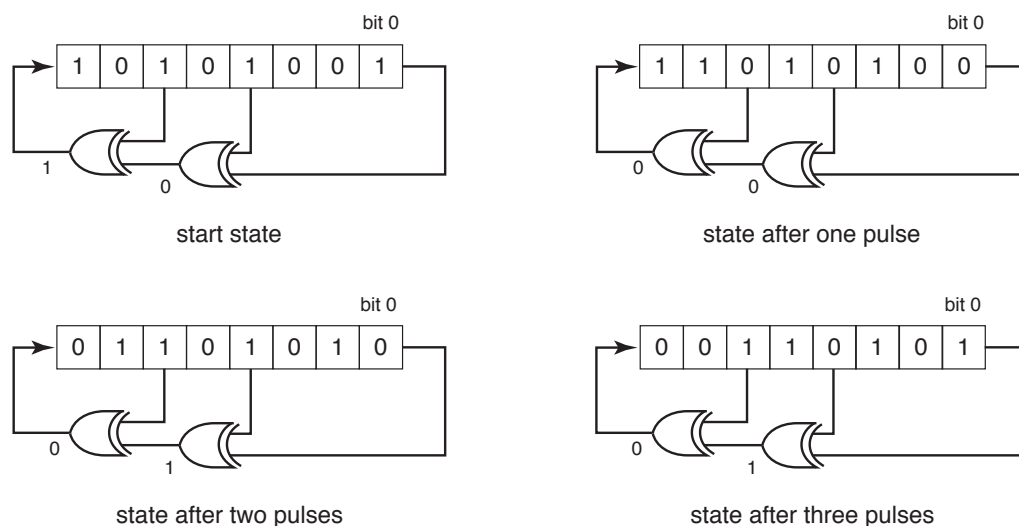 bit 0
1 0 1 0 1 0 0 1
1
0
start state
bit 0
1 1 0 1 0 1 0 0
0
0
state after one pulse
bit 0
0 1 1 0 1 0 1 0
0
1
state after two pulses
bit 0
0 0 1 1 0 1 0 1
0
1
state after three pulses